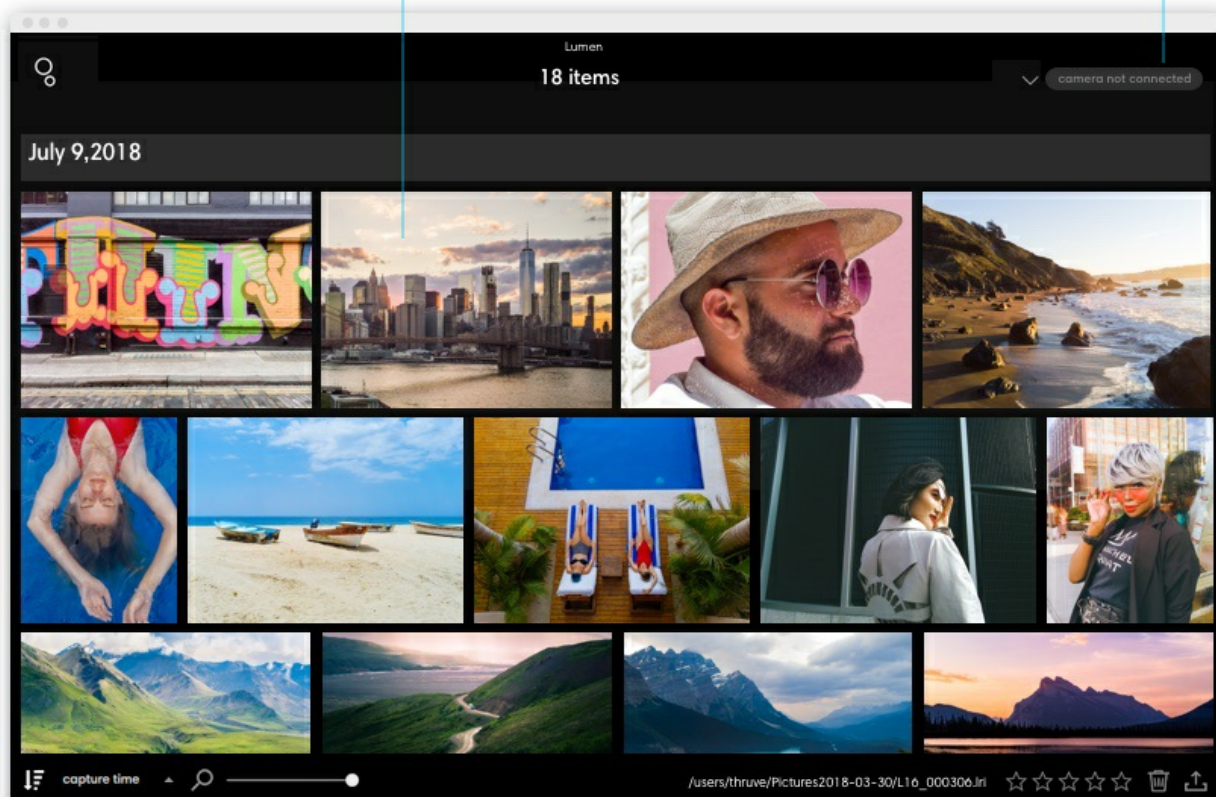 Lumen
18 items
camera not connected
July 9,2018
capture time
/users/thruve/Pictures2018-03-30/L16_000306.lri